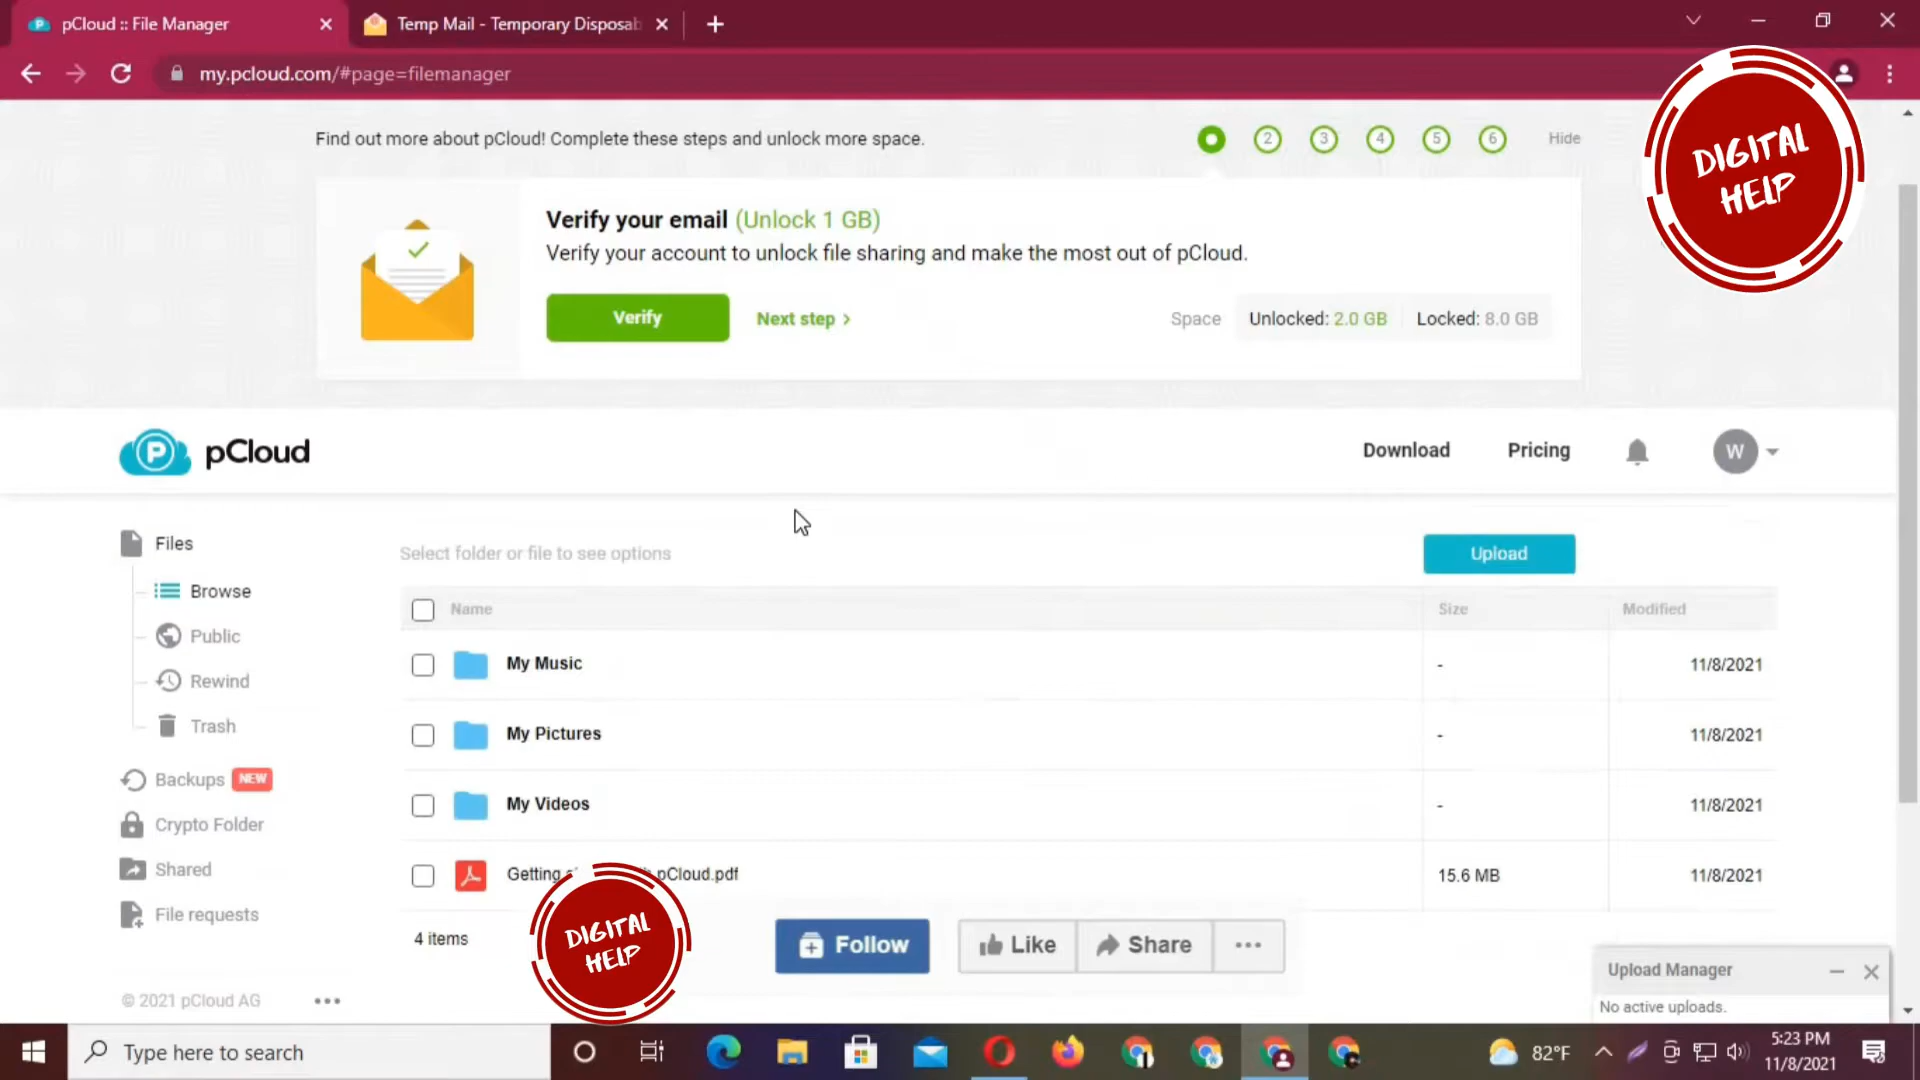 pCloud :: File Manager
Temp Mail - Temporary Disposab
my.pcloud.com/#page=filemanager
DIGITAL
HELP
Find out more about pCloud! Complete these steps and unlock more space.
2 3 4 5 6
Hide
Verify your email (Unlock 1 GB)
Verify your account to unlock file sharing and make the most out of pCloud.
Verify
Next step >
Space
Unlocked: 2.0 GB
Locked: 8.0 GB
P pCloud
Download
Pricing
W
Files
Browse
Public
Rewind
Trash
Backups NEW
Crypto Folder
Shared
File requests
© 2021 pCloud AG
Select folder or file to see options
Upload
Name
Size
Modified
My Music
-
11/8/2021
My Pictures
-
11/8/2021
My Videos
-
11/8/2021
Getting pCloud.pdf
15.6 MB
11/8/2021
4 items
DIGITAL
HELP
Follow
Like
Share
Upload Manager
No active uploads.
Type here to search
82°F
5:23 PM
11/8/2021